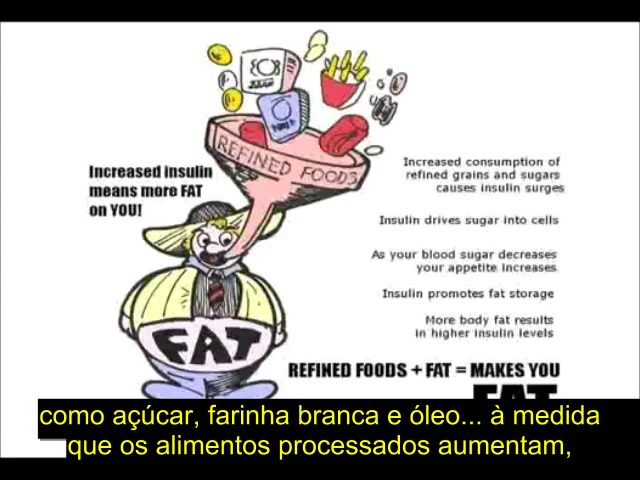 REFINED FOODS
Increased insulin
means more FAT
on YOU!
Increased consumption of
refined grains and sugars
causes insulin surges
Insulin drives sugar into cells
As your blood sugar decreases
your appetite increases
Insulin promotes fat storage
More body fat results
in higher insulin levels
FAT
REFINED FOODS + FAT = MAKES YOU
FAT
como açúcar, farinha branca e óleo... à medida
que os alimentos processados aumentam,